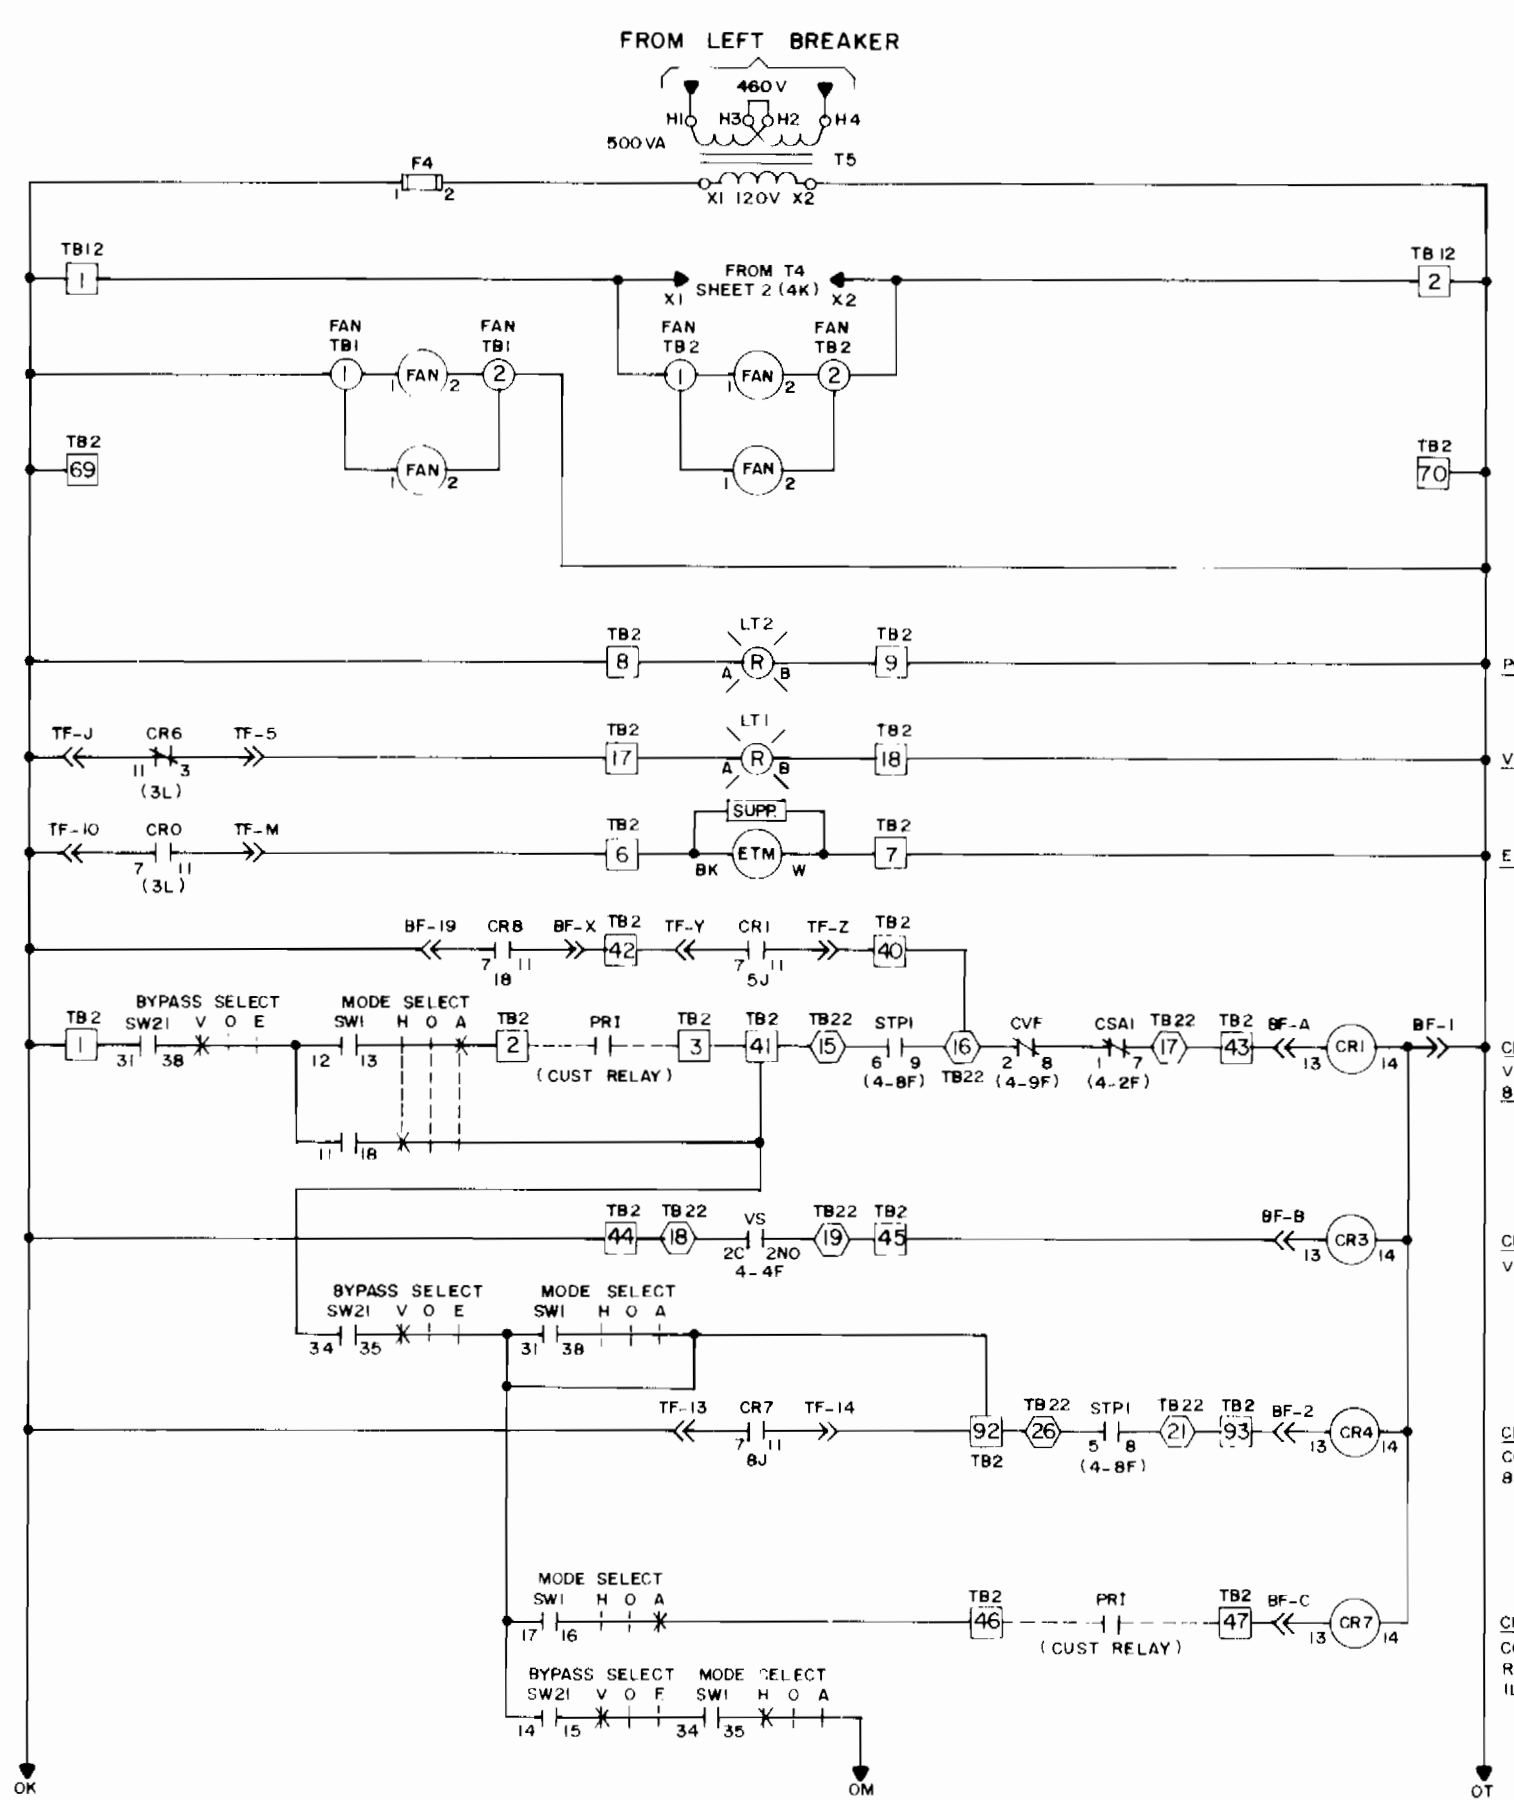 FROM LEFT BREAKER
460V
H1 H3 H2 H4
500VA
T5
F4
1 2
X1 120V X2
TB12
1
FROM T4
SHEET 2 (4K)
X1 X2
TB12
2
FAN
TB1
1
1 FAN 2
FAN
TB1
2
FAN
TB2
1
1 FAN 2
FAN
TB2
2
TB2
69
1 FAN 2
1 FAN 2
TB2
70
TB2
8
LT2
A R B
TB2
9
P
TF-J CR6 TF-5
11 3
(3L)
TB2
17
LT1
A R B
TB2
18
V
TF-10 CR0 TF-M
7 11
(3L)
TB2
6
SUPP.
BK ETM W
TB2
7
E
BF-19 CR8 BF-X TB2 TF-Y CR1 TF-Z TB2
7 11 42 7 11 40
18 5J
BYPASS SELECT MODE SELECT
TB2 SW21 V O E SW1 H O A TB2 PR1 TB2 TB2 TB22 STP1 CVF CSA1 TB22 TB2 BF-A BF-1
1 31 38 12 13 2 3 41 15 6 9 16 2 8 1 7 17 43 13 CR1 14
(CUST RELAY) (4-8F) TB22 (4-9F) (4-2F)
11 18
TB2 TB22 VS TB22 TB2 BF-B
44 18 2C 2NO 19 45 13 CR3 14
4-4F
BYPASS SELECT MODE SELECT
SW21 V O E SW1 H O A
34 35 31 38
TF-13 CR7 TF-14 TB22 STP1 TB22 TB2 BF-2
7 11 92 26 5 8 21 93 13 CR4 14
8J TB2 (4-8F)
MODE SELECT
SW1 H O A TB2 PR1 TB2 BF-C
17 16 46 47 13 CR7 14
(CUST RELAY)
BYPASS SELECT MODE SELECT
SW21 V O E SW1 H O A
14 15 34 35
OK OM OT